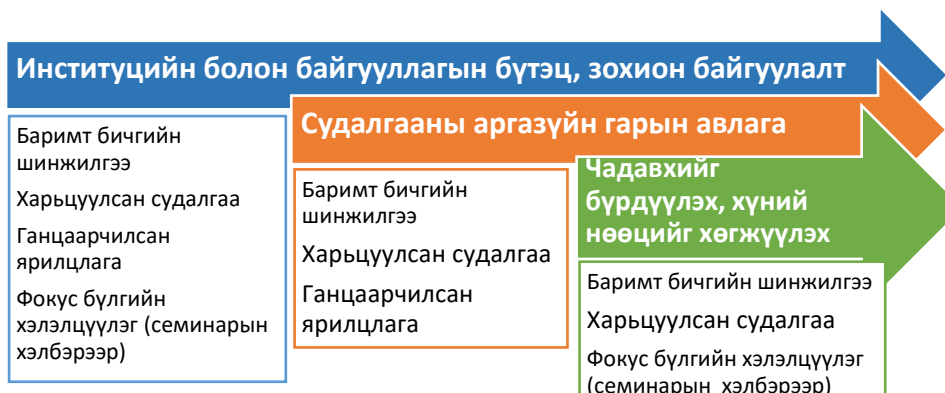 Институцийн болон байгууллагын бүтэц, зохион байгуулалт
Баримт бичгийн
шинжилгээ
Харьцуулсан судалгаа
Ганцаарчилсан
ярилцлага
Фокус бүлгийн
хэлэлцүүлэг (семинарын
хэлбэрээр)
Судалгааны аргазүйн гарын авлага
Баримт бичгийн
шинжилгээ
Харьцуулсан судалгаа
Ганцаарчилсан
ярилцлага
Чадавхийг
бүрдүүлэх, хүний
нөөцийг хөгжүүлэх
Баримт бичгийн шинжилгээ
Харьцуулсан судалгаа
Фокус бүлгийн хэлэлцүүлэг
(семинарын хэлбэрээр)